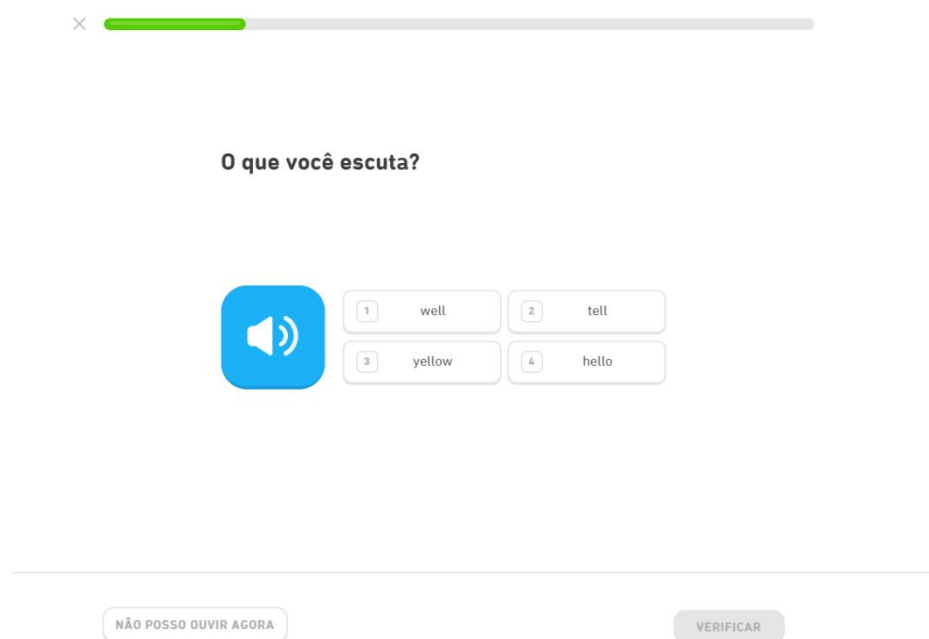 O que você escuta?
1 well
2 tell
3 yellow
4 hello
NÃO POSSO OUVIR AGORA
VERIFICAR